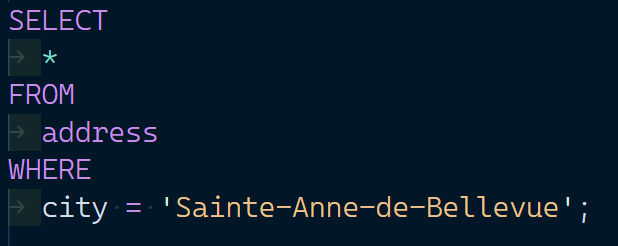 SELECT
*
FROM
address
WHERE
city = 'Sainte-Anne-de-Bellevue';